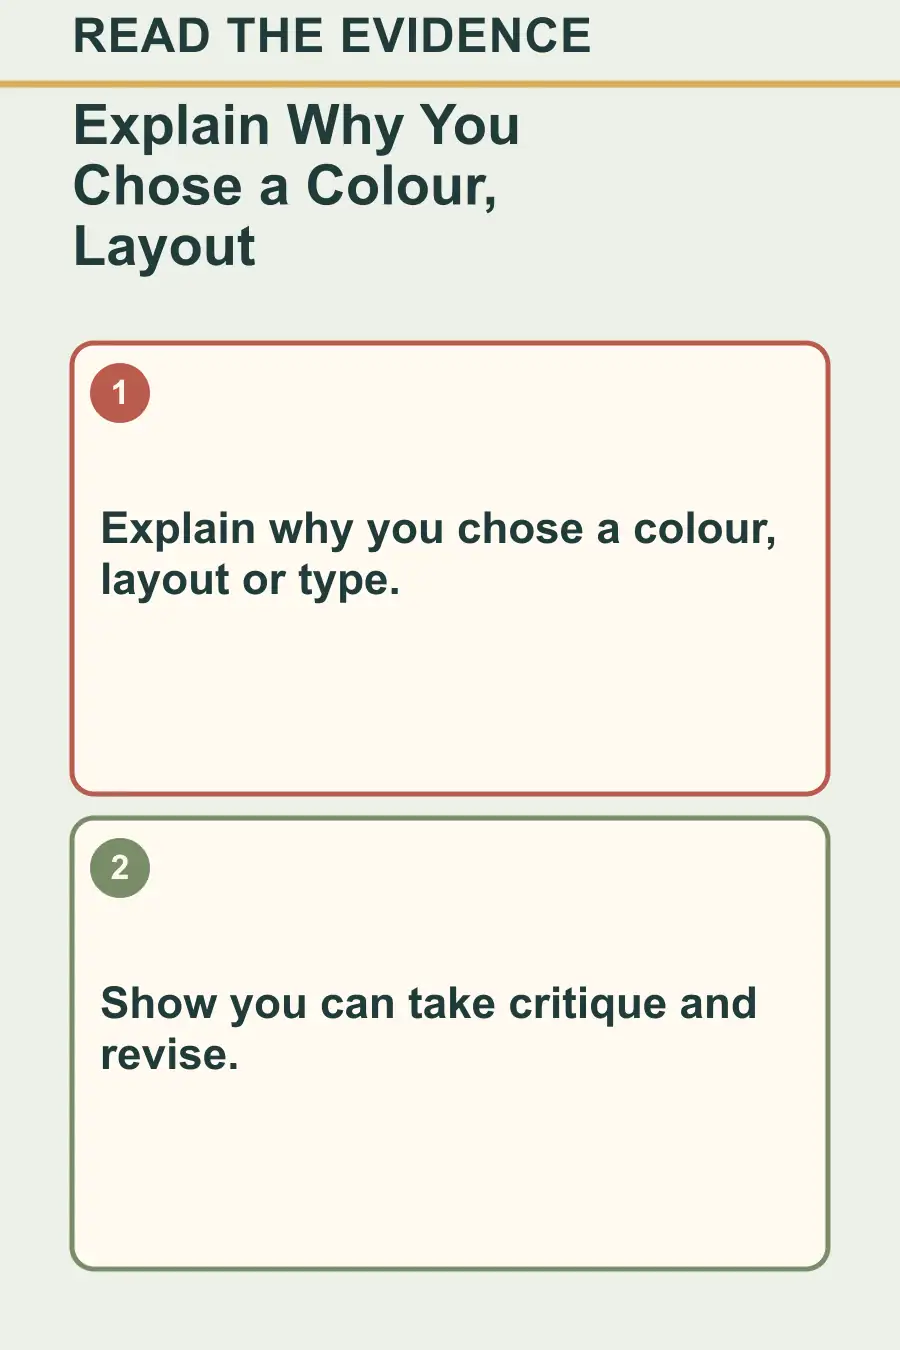 READ THE EVIDENCE
Explain Why You
Chose a Colour,
Layout
1
Explain why you chose a colour,
layout or type.
2
Show you can take critique and
revise.